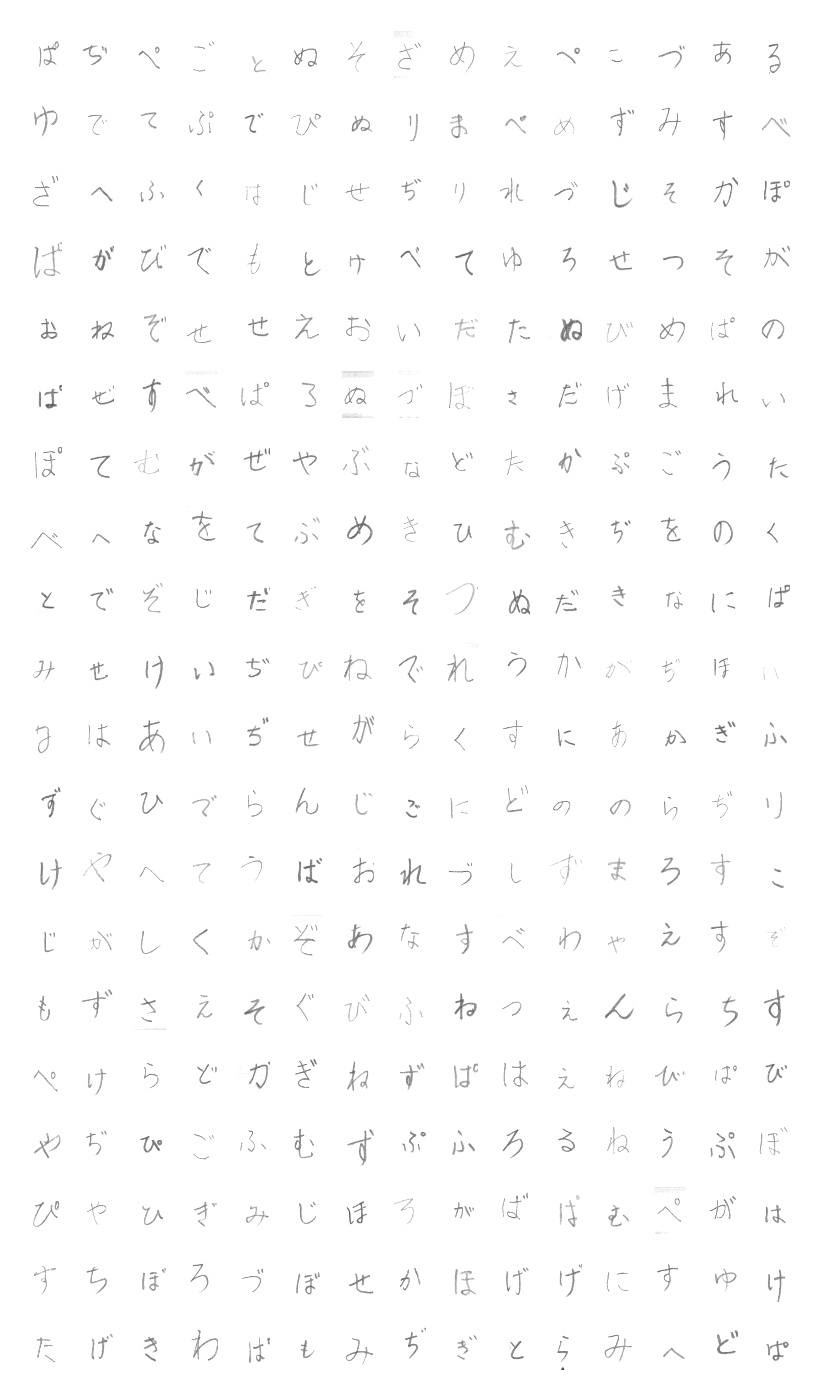 ぱぢぺごとぬそざめえぺこづある
ゆでてぷでぴぬりまぺめずみすべ
ざへふくはじせぢりれづじそかぽ
ばがびでもとけべてゆろせつそが
おねぞせせえおいだたぬびめぱの
ぱぜすべぱろぬづぼさだげまれい
ぽてむがぜやぶなどたかぷごうた
べへなをてぶめきひむきぢをのく
とでぞじだぎをそづぬだきなにぱ
みせけいぢぴねでれうかがぢほい
なはあいぢせがらくすにあかぎふ
ずぐひでらんじごにどののらぢり
けやへてうばおれづしずまろすこ
じがしくかぞあなすべわやえすぞ
もずさえそぐびふねつえんらちす
ぺけらどかぎねずぱはえねびぱび
やぢぴごふむずぷふろるねうぷぼ
ぴやひぎみじほろがばぱむぺがは
すちぼろづぼせかほげげにすゆけ
たげきわばもみぢぎとらみへどぱ